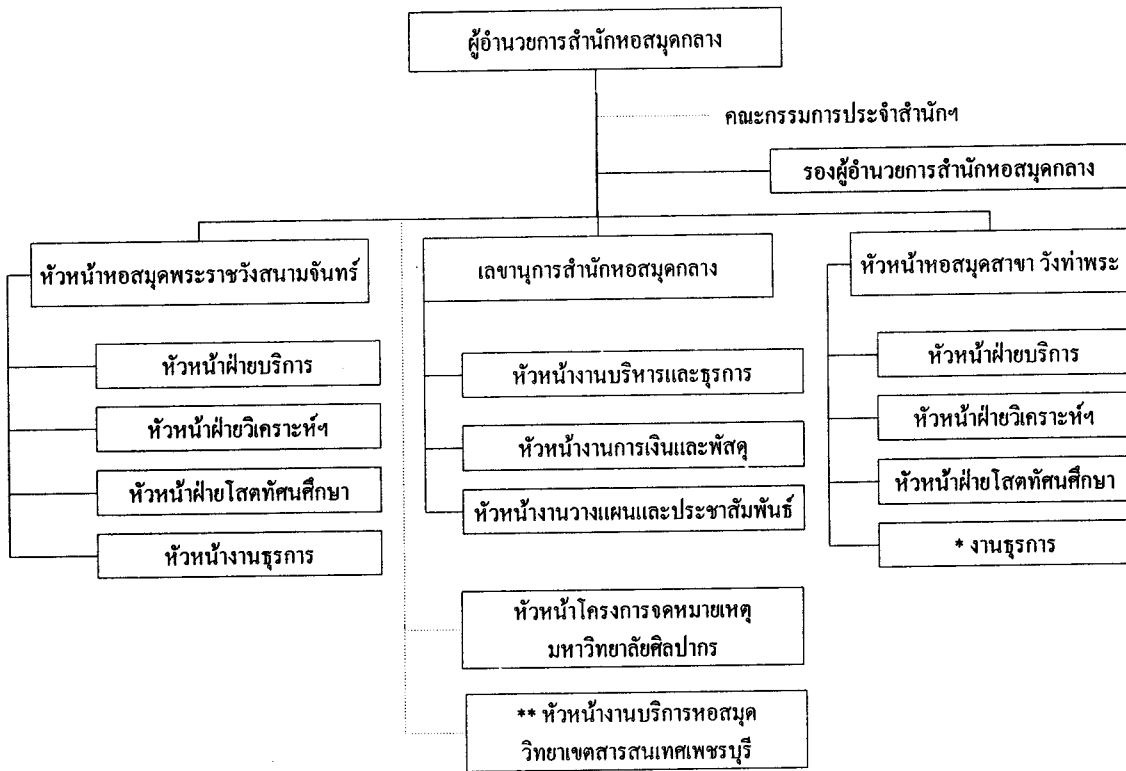 ผู้อำนวยการสำนักหอสมุดกลาง
คณะกรรมการประจำสำนักฯ
รองผู้อำนวยการสำนักหอสมุดกลาง
หัวหน้าหอสมุดพระราชวังสนามจันทร์
หัวหน้าฝ่ายบริการ
หัวหน้าฝ่ายวิเคราะห์ฯ
หัวหน้าฝ่ายโสตทัศนศึกษา
หัวหน้างานธุรการ
เลขานุการสำนักหอสมุดกลาง
หัวหน้างานบริหารและธุรการ
หัวหน้างานการเงินและพัสดุ
หัวหน้างานวางแผนและประชาสัมพันธ์
หัวหน้าโครงการจดหมายเหตุ
มหาวิทยาลัยศิลปากร
** หัวหน้างานบริการหอสมุด
วิทยาเขตสารสนเทศเพชรบุรี
หัวหน้าหอสมุดสาขา วังท่าพระ
หัวหน้าฝ่ายบริการ
หัวหน้าฝ่ายวิเคราะห์ฯ
หัวหน้าฝ่ายโสตทัศนศึกษา
* งานธุรการ